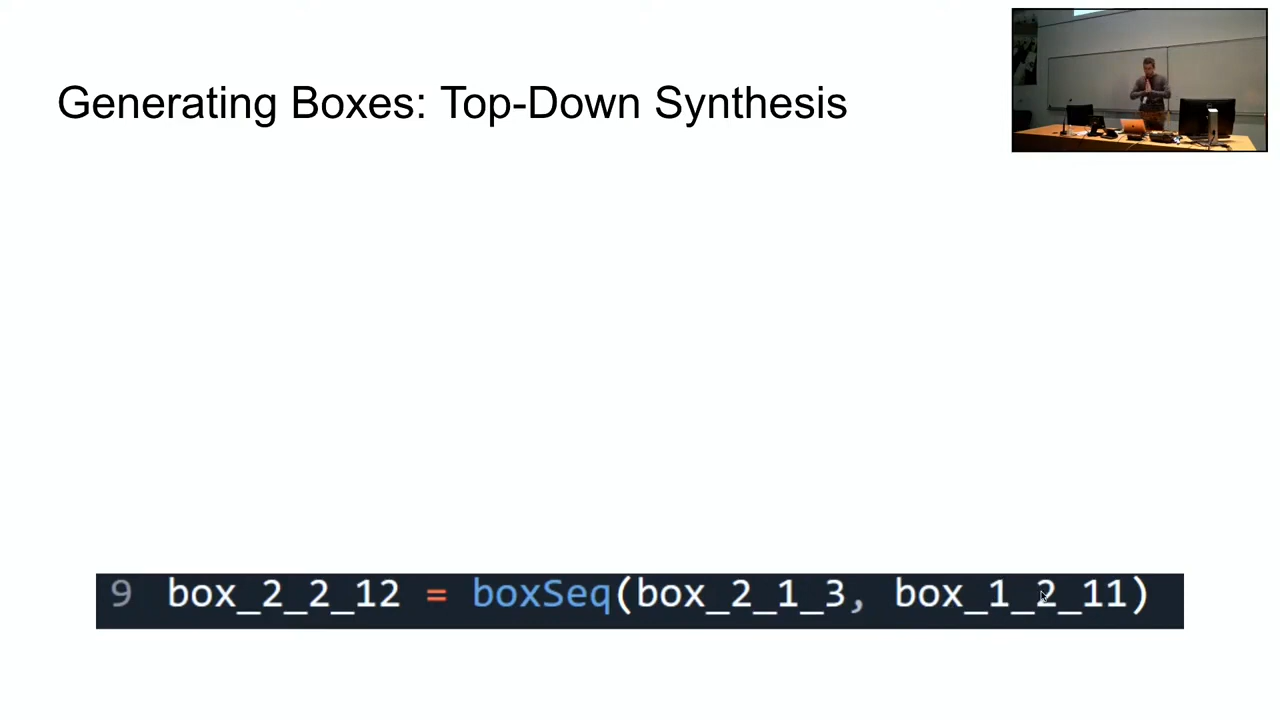 Generating Boxes: Top-Down Synthesis
9 box_2_2_12 = boxSeq(box_2_1_3, box_1_2_11)